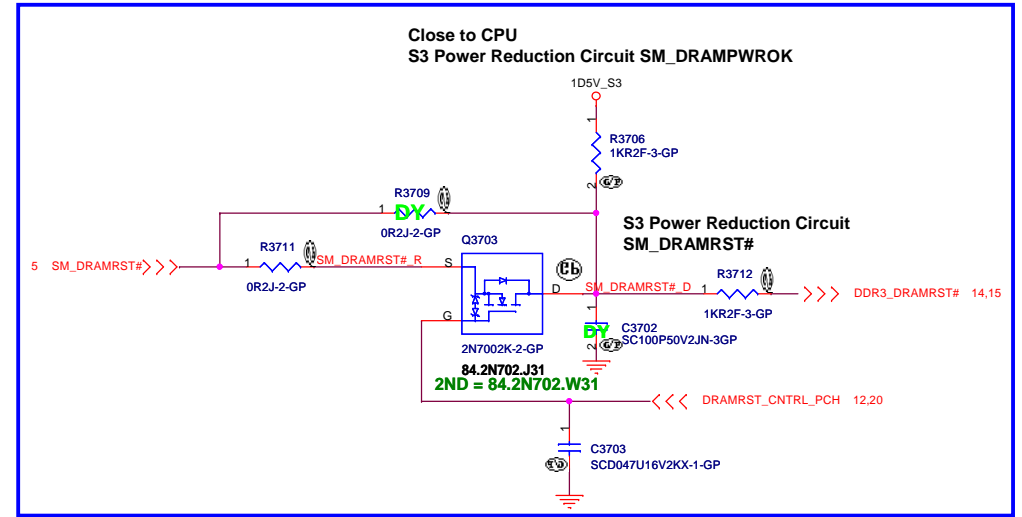 Close to CPU
S3 Power Reduction Circuit SM_DRAMPWROK
1D5V_S3
1
R3706
1KR2F-3-GP
2
R3709
1
DY
0R2J-2-GP
S3 Power Reduction Circuit
SM_DRAMRST#
R3711
Q3703
5 SM_DRAMRST#
1
SM_DRAMRST#_R
S
0R2J-2-GP
D
SM_DRAMRST#_D
R3712
1
DDR3_DRAMRST# 14,15
1KR2F-3-GP
G
1
DY
C3702
SC100P50V2JN-3GP
2
2N7002K-2-GP
84.2N702.J31
2ND = 84.2N702.W31
DRAMRST_CNTRL_PCH 12,20
1
C3703
SCD047U16V2KX-1-GP